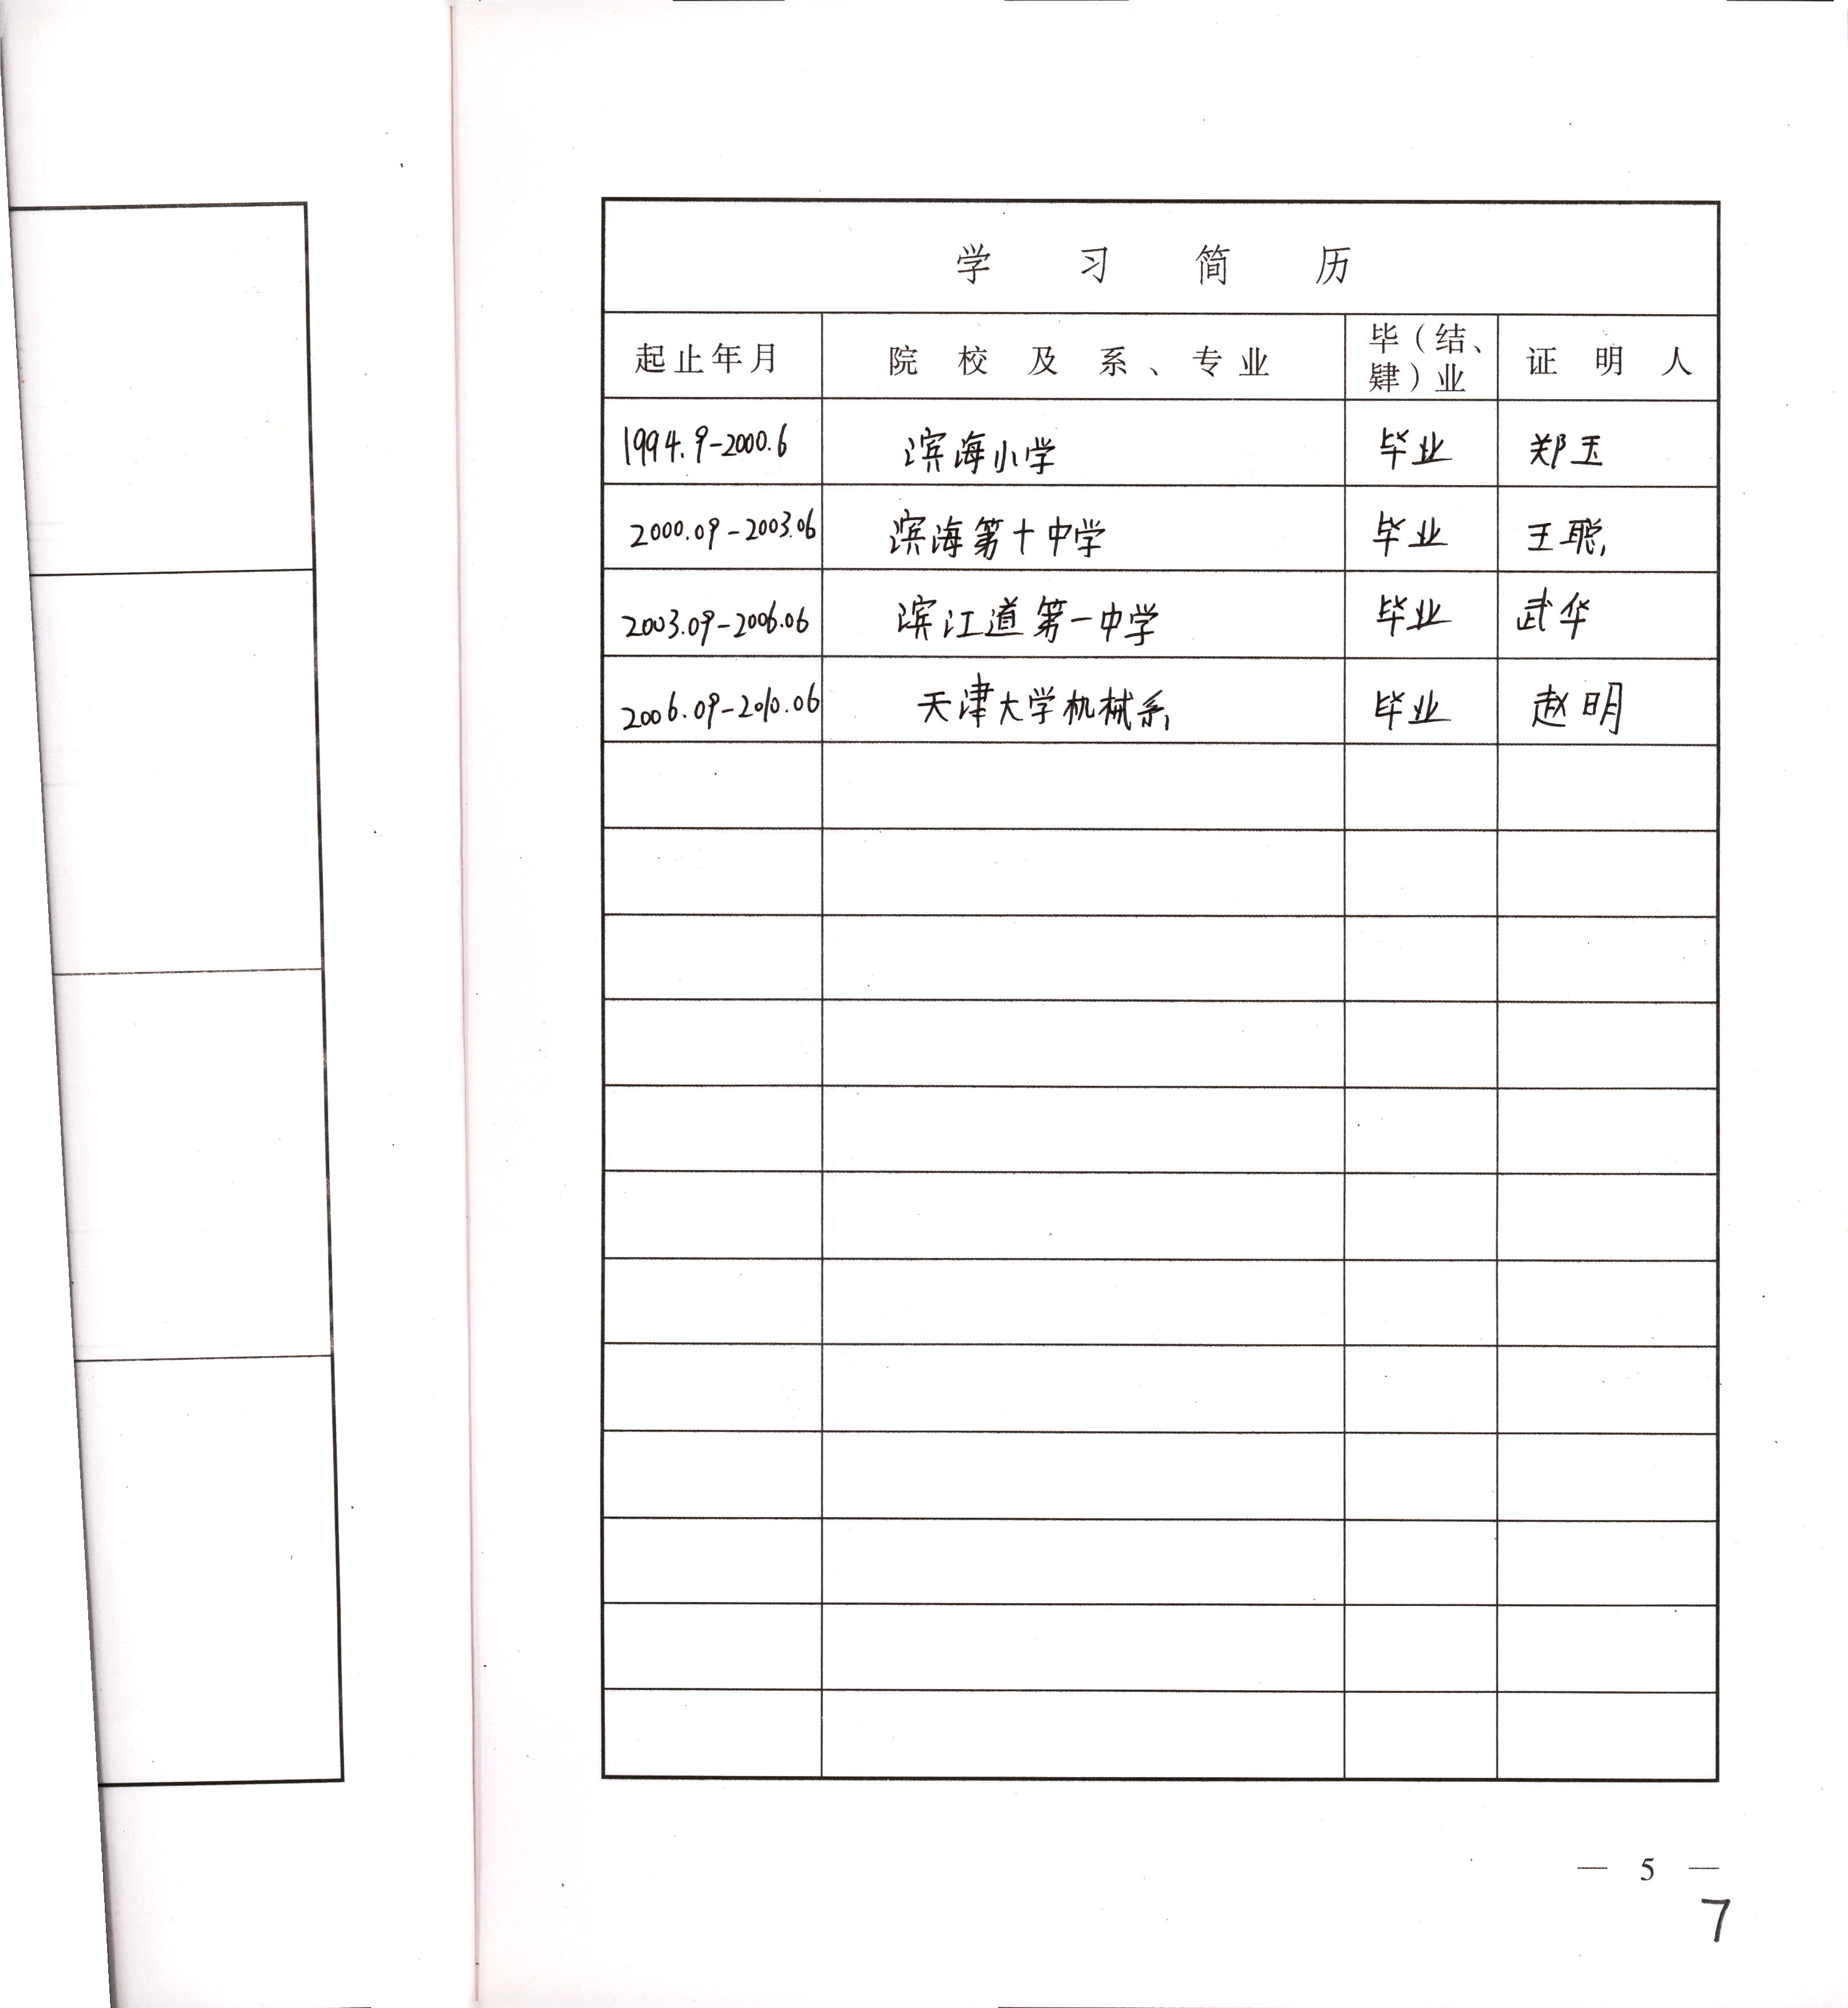 学习简历
起止年月 院校及系、专业 毕（结、肄）业 证明人
1994.9-2000.6 滨海小学 毕业 郑玉
2000.09-2003.06 滨海第十中学 毕业 王聪
2003.09-2006.06 滨江道第一中学 毕业 武华
2006.09-2010.06 天津大学机械系 毕业 赵明
— 5 —
7